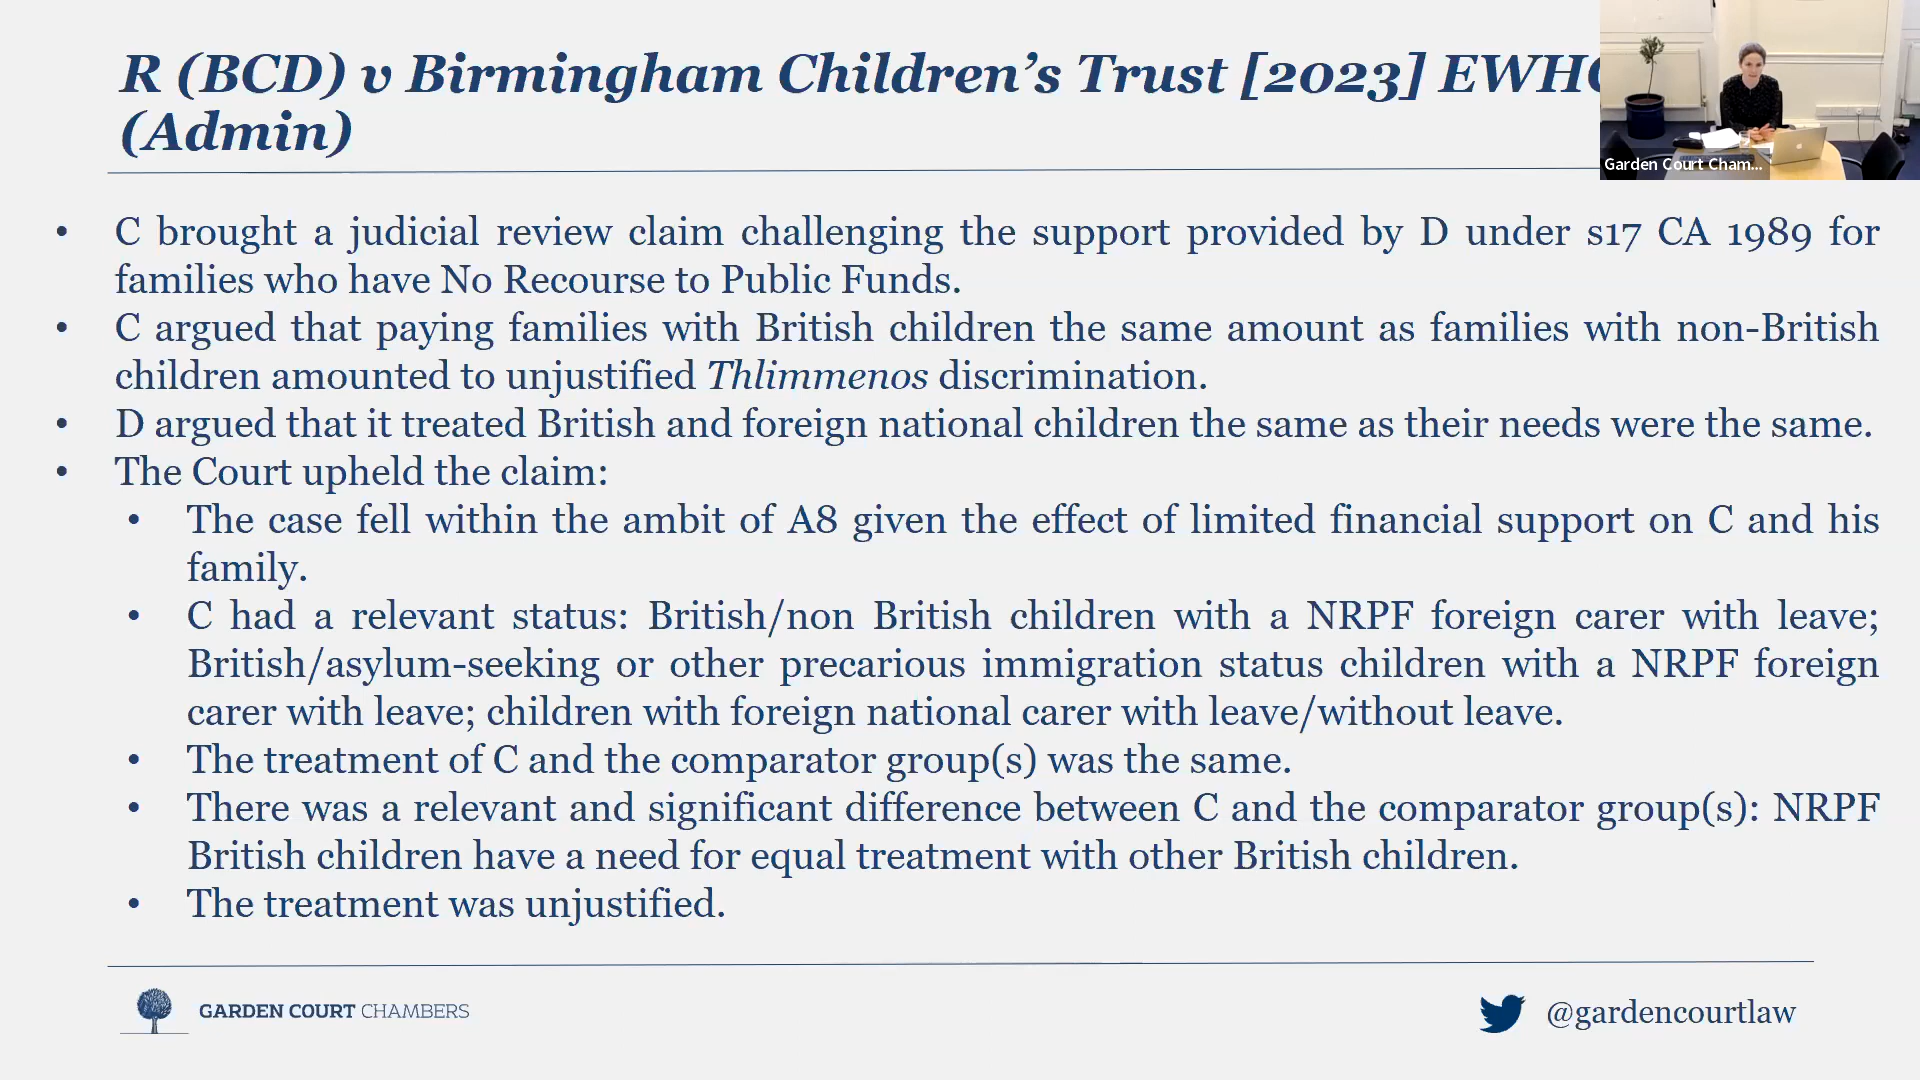 R (BCD) v Birmingham Children’s Trust [2023] EWHC
(Admin)
Garden Court Cham...
• C brought a judicial review claim challenging the support provided by D under s17 CA 1989 for
families who have No Recourse to Public Funds.
• C argued that paying families with British children the same amount as families with non-British
children amounted to unjustified Thlimmenos discrimination.
• D argued that it treated British and foreign national children the same as their needs were the same.
• The Court upheld the claim:
• The case fell within the ambit of A8 given the effect of limited financial support on C and his
family.
• C had a relevant status: British/non British children with a NRPF foreign carer with leave;
British/asylum-seeking or other precarious immigration status children with a NRPF foreign
carer with leave; children with foreign national carer with leave/without leave.
• The treatment of C and the comparator group(s) was the same.
• There was a relevant and significant difference between C and the comparator group(s): NRPF
British children have a need for equal treatment with other British children.
• The treatment was unjustified.
GARDEN COURT CHAMBERS
@gardencourtlaw